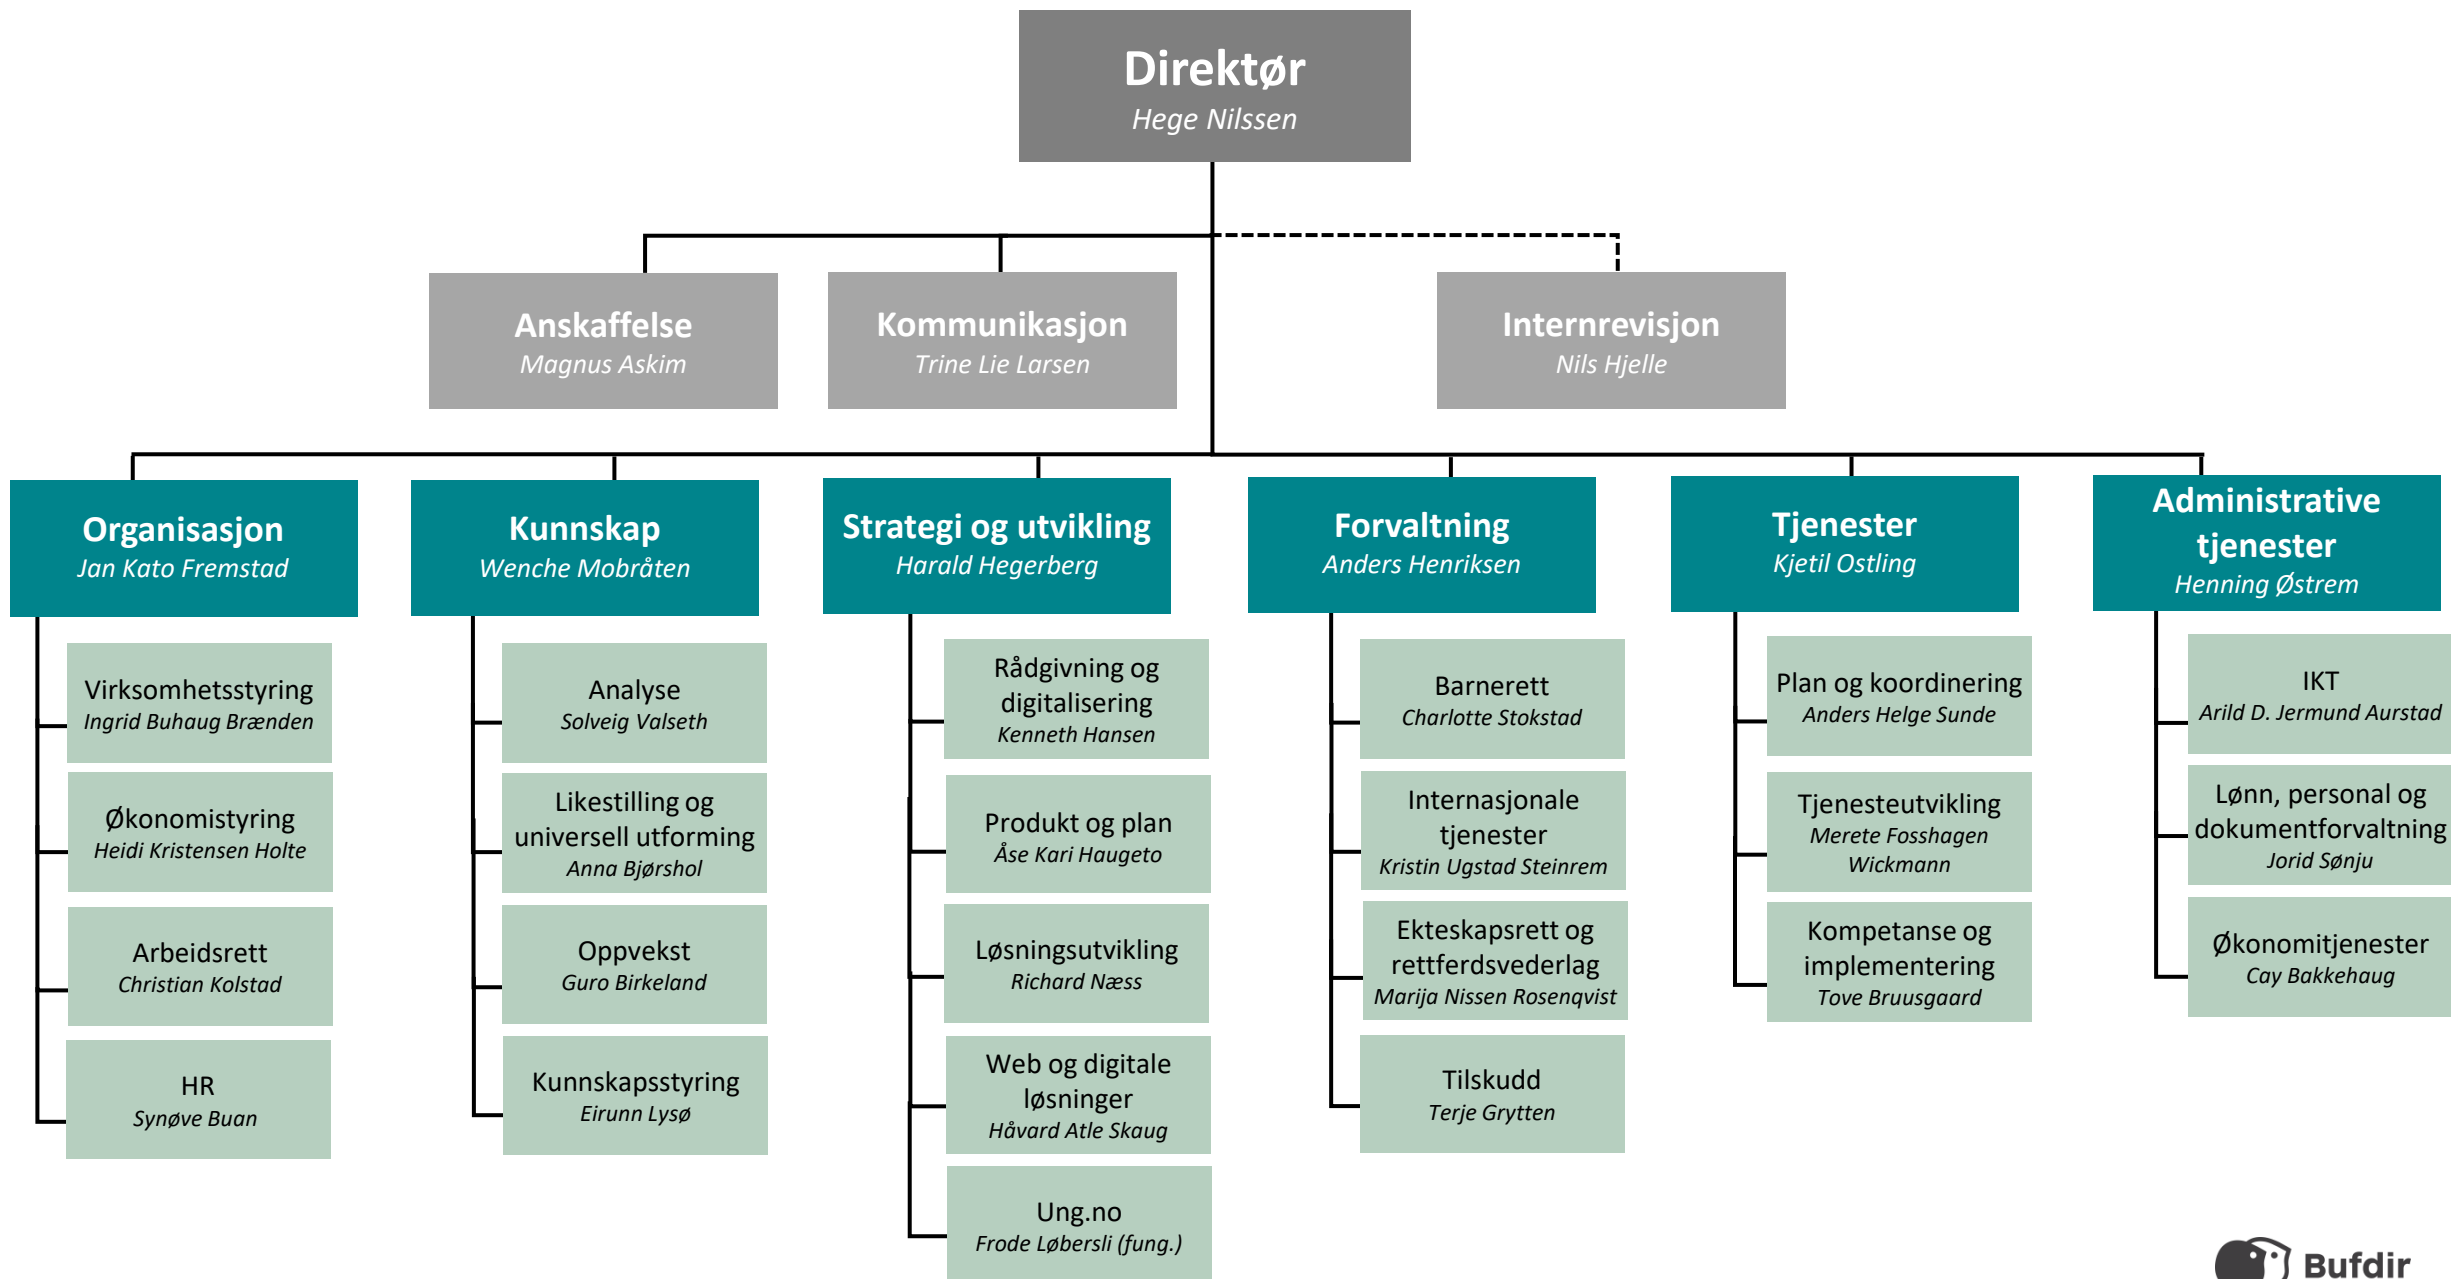 Direktør
Hege Nilssen
Anskaffelse
Magnus Askim
Kommunikasjon
Trine Lie Larsen
Internrevisjon
Nils Hjelle
Organisasjon
Jan Kato Fremstad
Virksomhetsstyring
Ingrid Buhaug Brænden
Økonomistyring
Heidi Kristensen Holte
Arbeidsrett
Christian Kolstad
HR
Synøve Buan
Kunnskap
Wenche Mobråten
Analyse
Solveig Valseth
Likestilling og
universell utforming
Anna Bjørshol
Oppvekst
Guro Birkeland
Kunnskapsstyring
Eirunn Lysø
Strategi og utvikling
Harald Hegerberg
Rådgivning og
digitalisering
Kenneth Hansen
Produkt og plan
Åse Kari Haugeto
Løsningsutvikling
Richard Næss
Web og digitale
løsninger
Håvard Atle Skaug
Ung.no
Frode Løbersli (fung.)
Forvaltning
Anders Henriksen
Barnerett
Charlotte Stokstad
Internasjonale
tjenester
Kristin Ugstad Steinrem
Ekteskapsrett og
rettferdsvederlag
Marija Nissen Rosenqvist
Tilskudd
Terje Grytten
Tjenester
Kjetil Ostling
Plan og koordinering
Anders Helge Sunde
Tjenesteutvikling
Merete Fosshagen
Wickmann
Kompetanse og
implementering
Tove Bruusgaard
Administrative
tjenester
Henning Østrem
IKT
Arild D. Jermund Aurstad
Lønn, personal og
dokumentforvaltning
Jorid Sønju
Økonomitjenester
Cay Bakkehaug
Bufdir